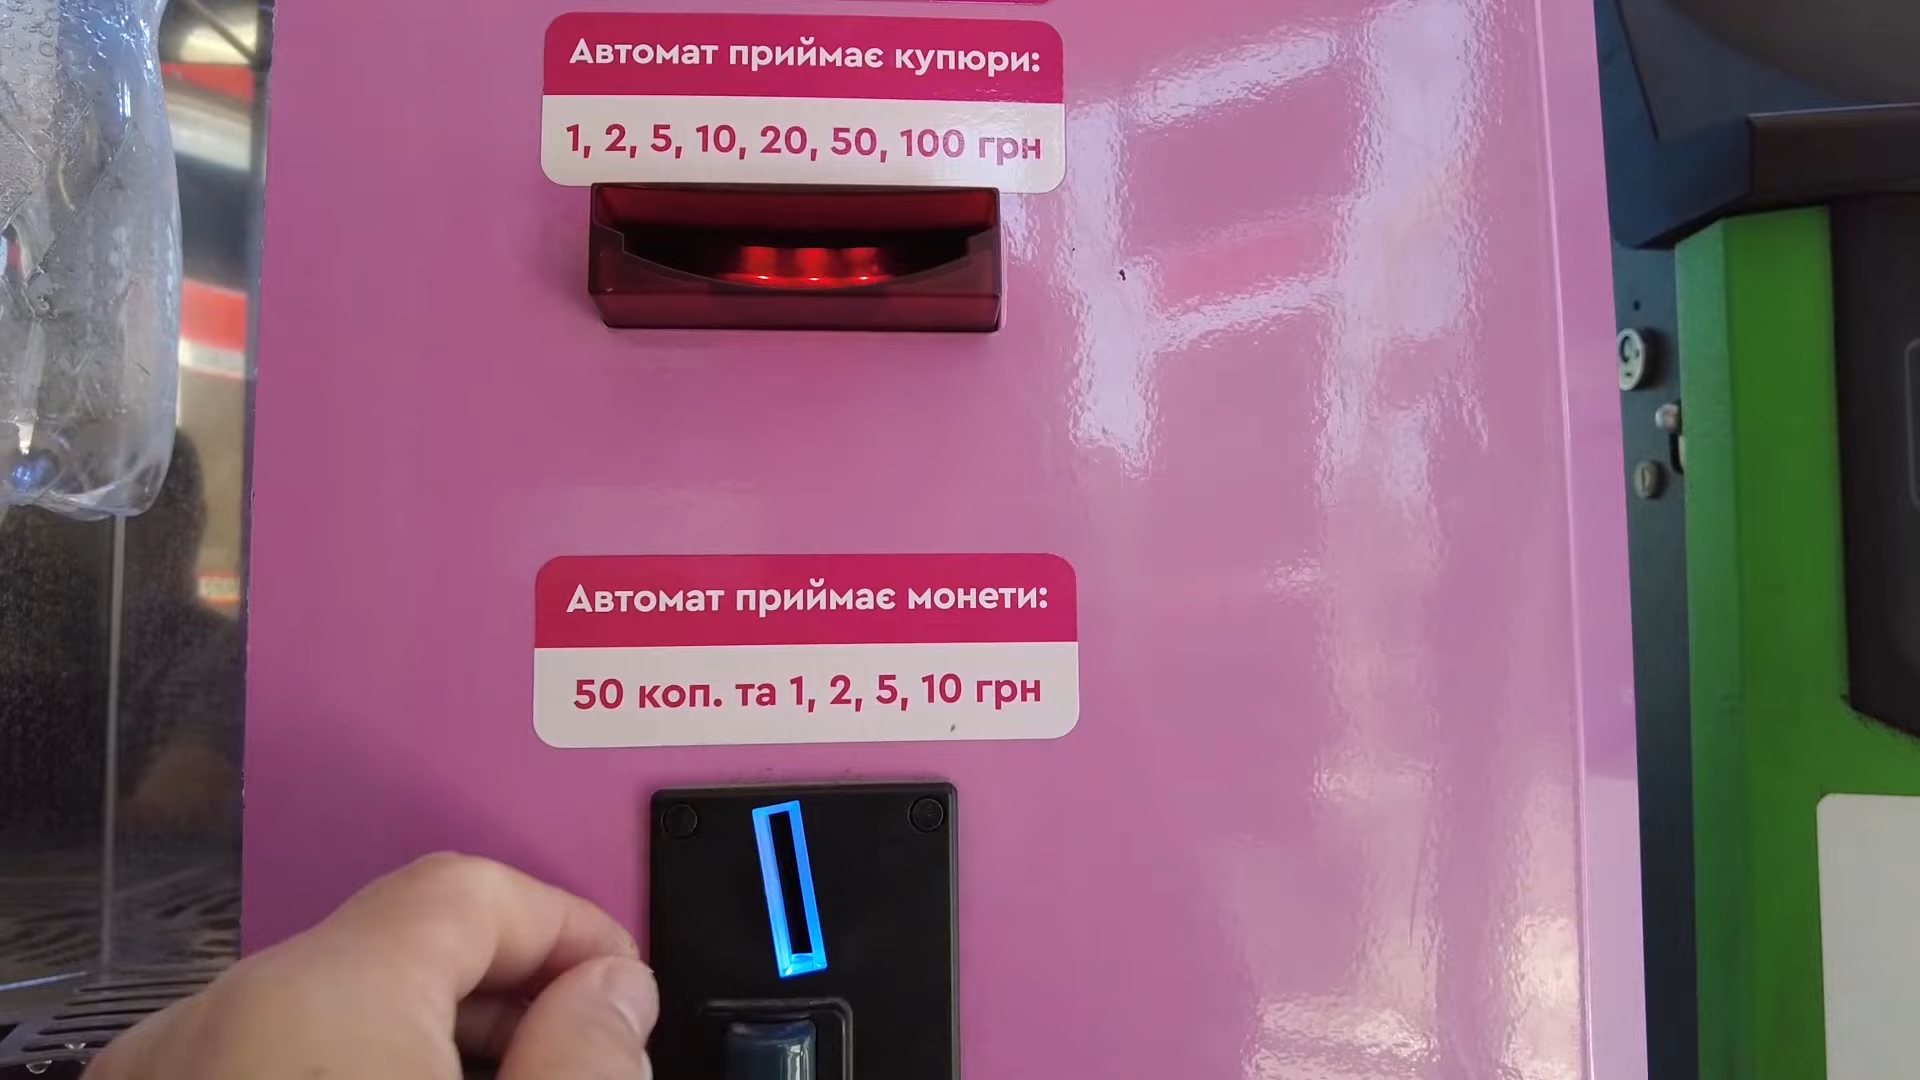 Автомат приймає купюри:
1, 2, 5, 10, 20, 50, 100 грн
Автомат приймає монети:
50 коп. та 1, 2, 5, 10 грн